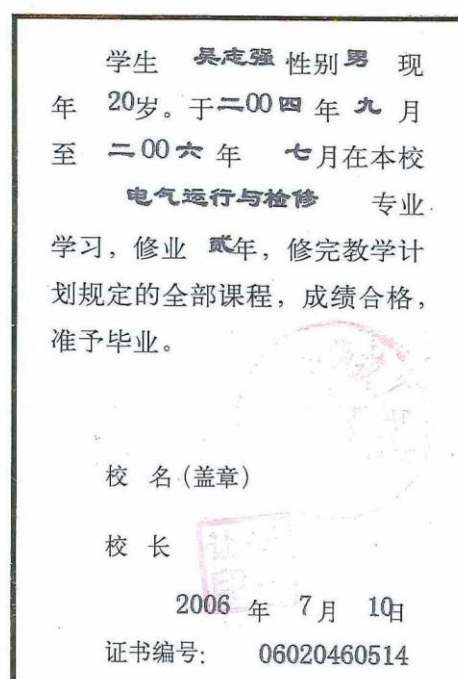 学生 吴志强 性别 男 现
年 20岁。于二00四年九月
至 二00六年 七月在本校
电气运行与检修 专业
学习，修业 贰年，修完教学计
划规定的全部课程，成绩合格，
准予毕业。
校 名(盖章)
校 长
2006 年 7月 10日
证书编号: 06020460514